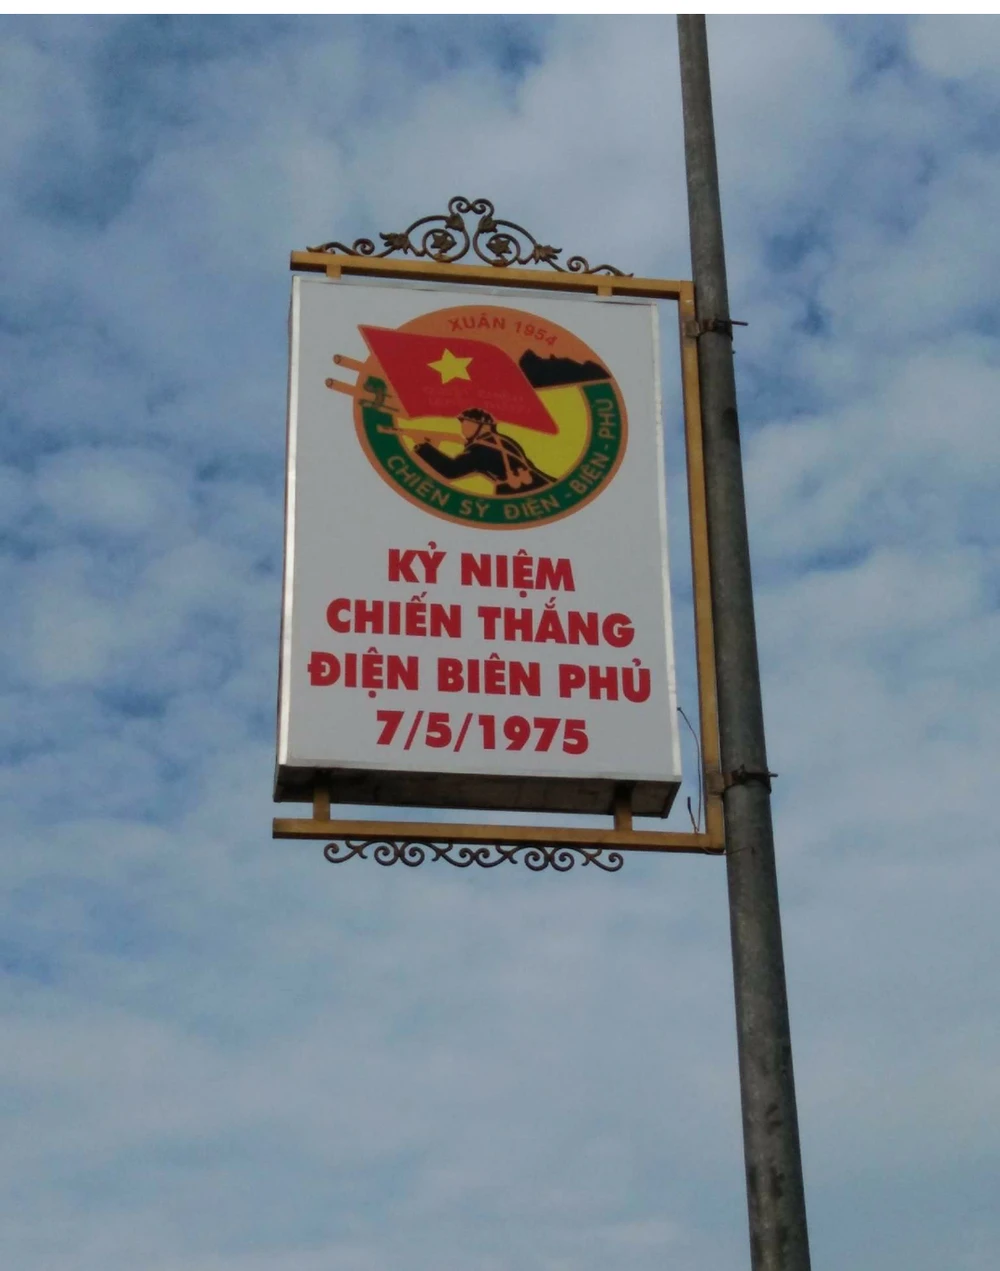 XUÂN 1954
CHIẾN SỸ ĐIỆN - BIÊN - PHỦ
KỶ NIỆM
CHIẾN THẮNG
ĐIỆN BIÊN PHỦ
7/5/1975